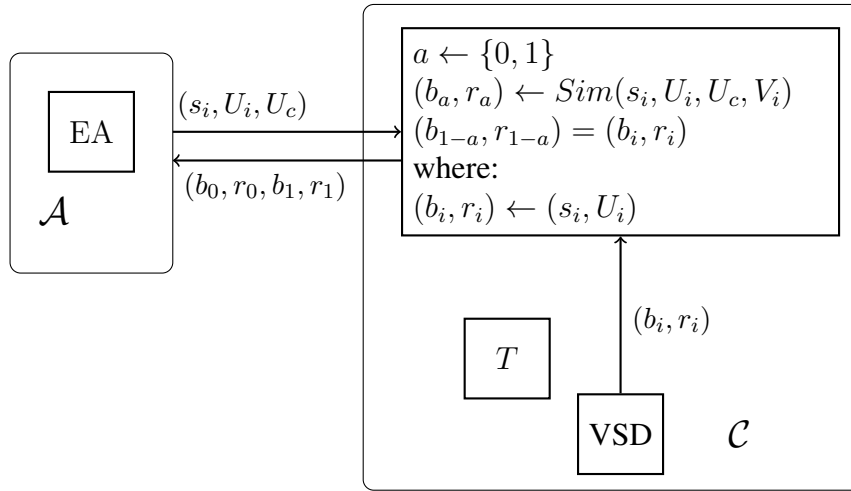 a ← {0, 1}
(b_a, r_a) ← Sim(s_i, U_i, U_c, V_i)
(b_{1−a}, r_{1−a}) = (b_i, r_i)
where:
(b_i, r_i) ← (s_i, U_i)
EA
𝒜
(s_i, U_i, U_c)
(b_0, r_0, b_1, r_1)
(b_i, r_i)
T
VSD
𝒞